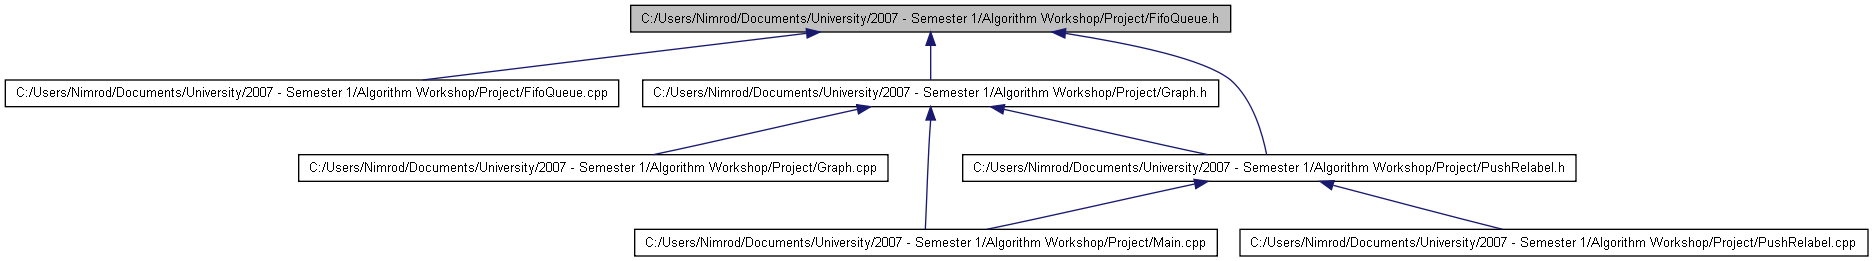 C:/Users/Nimrod/Documents/University/2007 - Semester 1/Algorithm Workshop/Project/FifoQueue.h
C:/Users/Nimrod/Documents/University/2007 - Semester 1/Algorithm Workshop/Project/FifoQueue.cpp
C:/Users/Nimrod/Documents/University/2007 - Semester 1/Algorithm Workshop/Project/Graph.h
C:/Users/Nimrod/Documents/University/2007 - Semester 1/Algorithm Workshop/Project/Graph.cpp
C:/Users/Nimrod/Documents/University/2007 - Semester 1/Algorithm Workshop/Project/PushRelabel.h
C:/Users/Nimrod/Documents/University/2007 - Semester 1/Algorithm Workshop/Project/Main.cpp
C:/Users/Nimrod/Documents/University/2007 - Semester 1/Algorithm Workshop/Project/PushRelabel.cpp